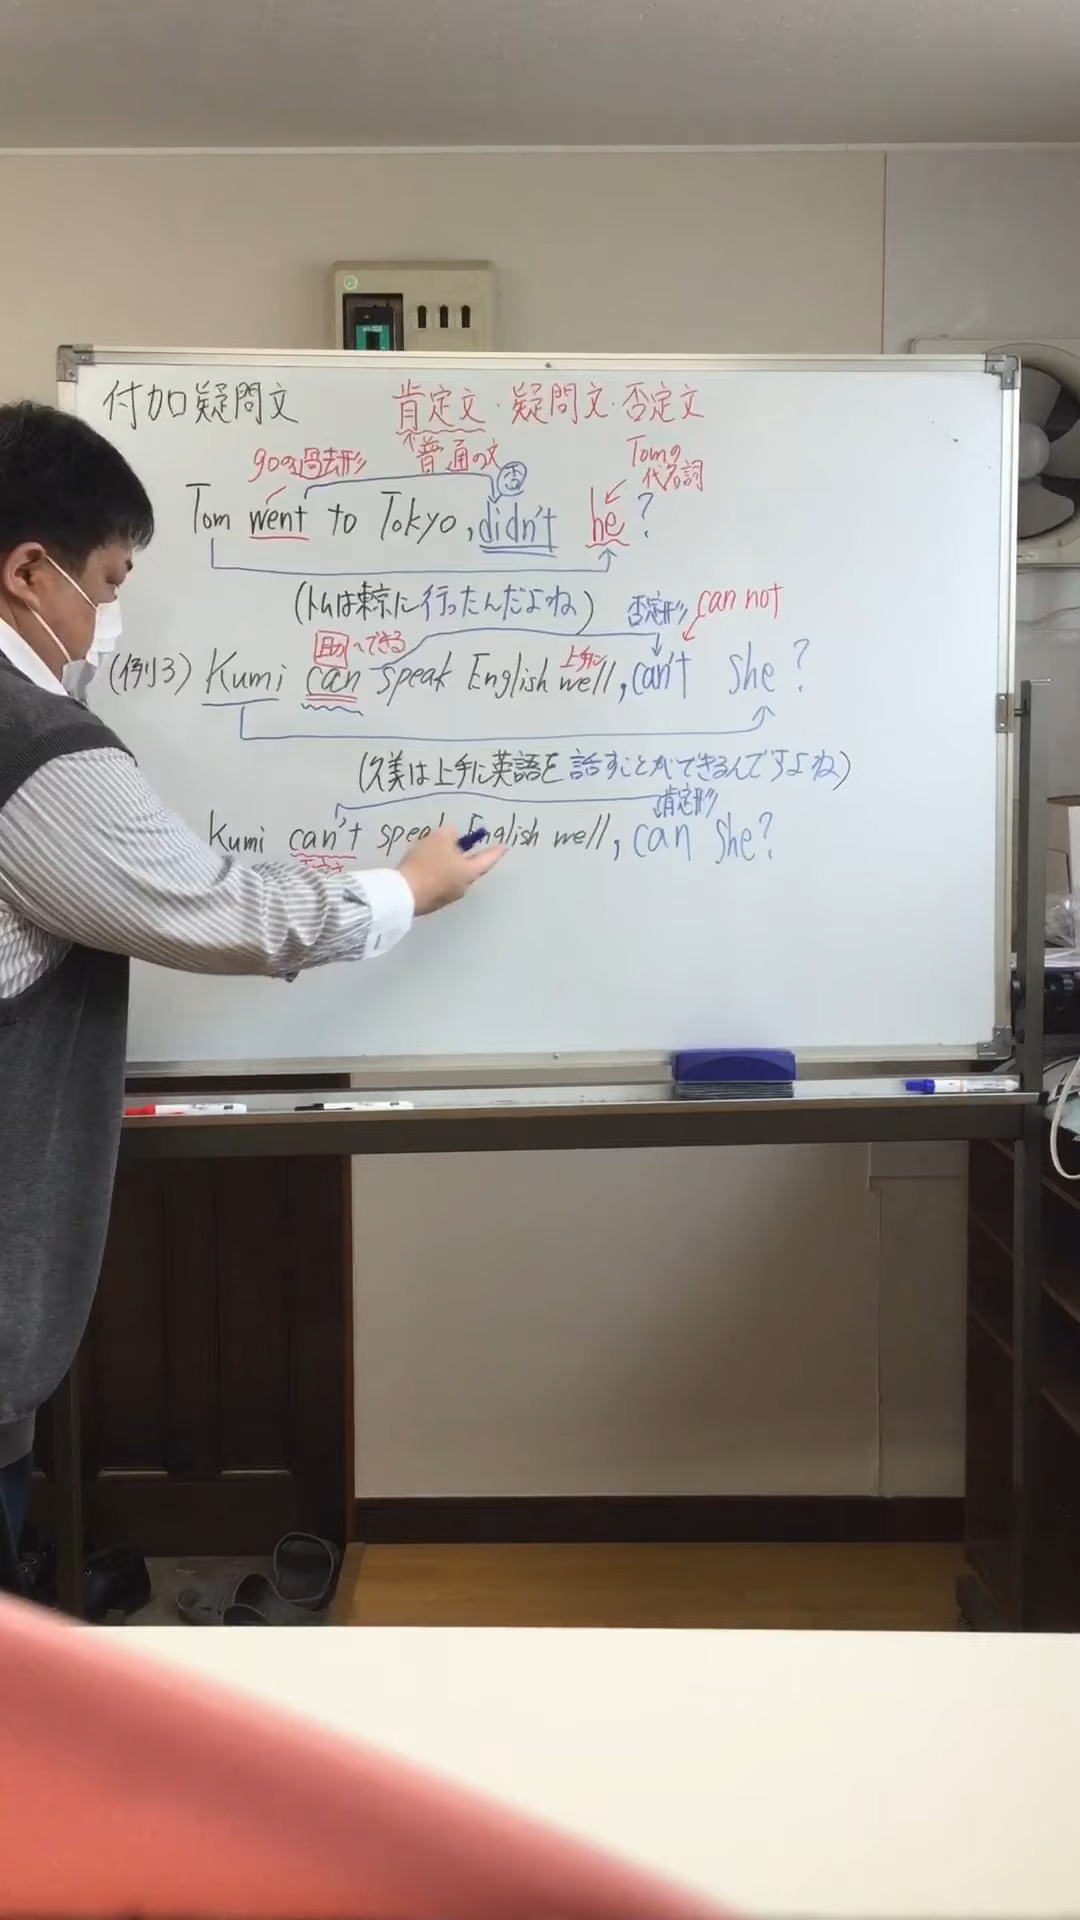 付加疑問文 肯定文・疑問文・否定文
goの過去形 普通の文 否 Tomの代名詞
Tom went to Tokyo, didn't he?
(トムは東京に行ったんだよね) 否定形 can not
助 〜できる 上手に
(例3) Kumi can speak English well, can't she?
(久美は上手に英語を話すことができるんですよね)
肯定形
Kumi can't speak English well, can she?